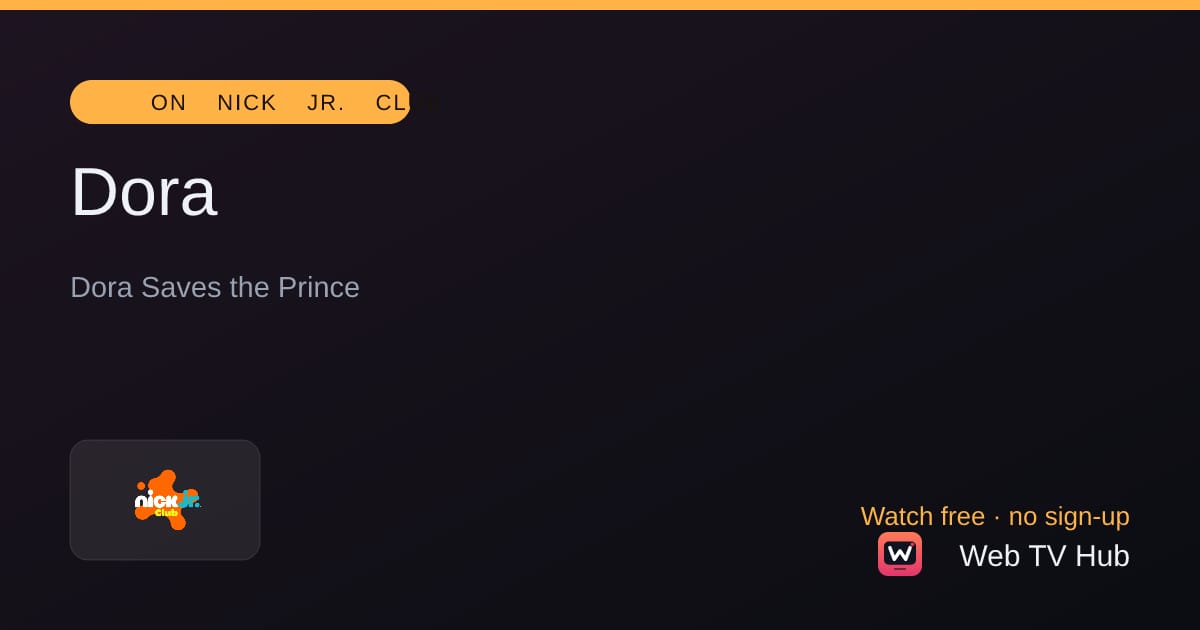 ON NICK JR. CLUB
Dora
Dora Saves the Prince
nick jr.
Club
Watch free · no sign-up
W
Web TV Hub